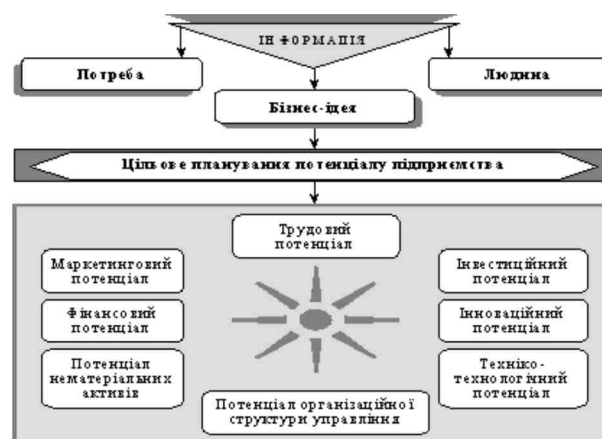 ІНФОРМАЦІЯ
Потреба
Людина
Бізнес-ідея
Цільове планування потенціалу підприємства
Трудовий
потенціал
Маркетинговий
потенціал
Інвестиційний
потенціал
Фінансовий
потенціал
Інноваційний
потенціал
Потенціал
нематеріальних
активів
Техніко-
технологічний
потенціал
Потенціал організаційної
структури управління